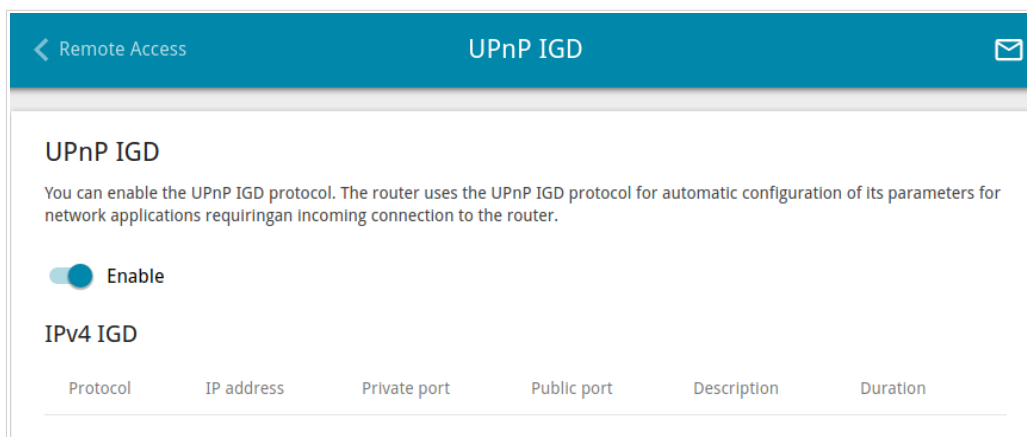 Remote Access UPnP IGD
UPnP IGD
You can enable the UPnP IGD protocol. The router uses the UPnP IGD protocol for automatic configuration of its parameters for
network applications requiringan incoming connection to the router.
Enable
IPv4 IGD
Protocol IP address Private port Public port Description Duration